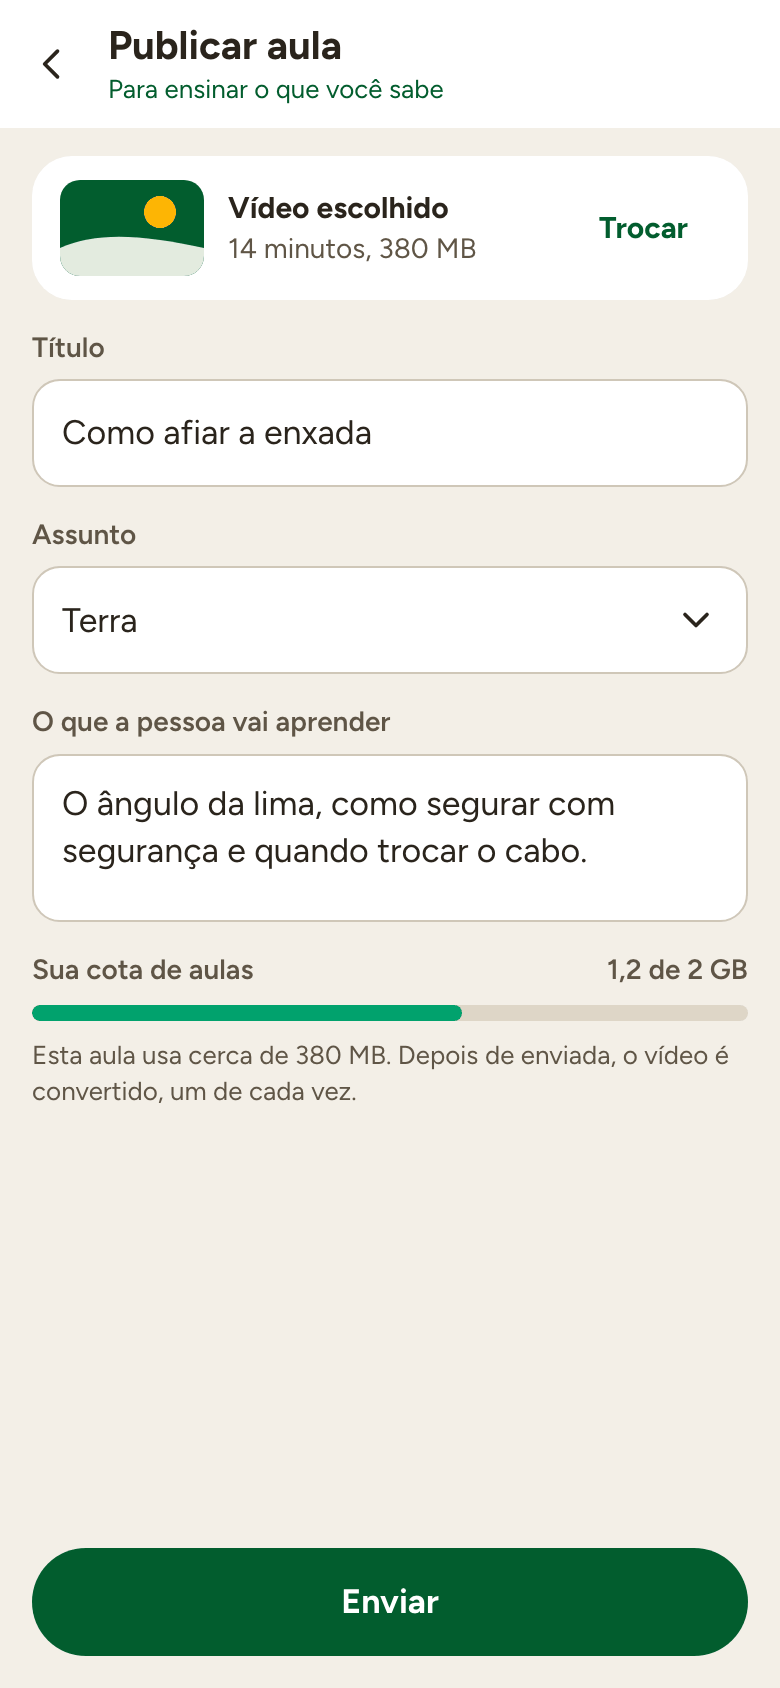 Publicar aula
Para ensinar o que você sabe
Vídeo escolhido
14 minutos, 380 MB
Trocar
Título
Como afiar a enxada
Assunto
Terra
O que a pessoa vai aprender
O ângulo da lima, como segurar com
segurança e quando trocar o cabo.
Sua cota de aulas
1,2 de 2 GB
Esta aula usa cerca de 380 MB. Depois de enviada, o vídeo é
convertido, um de cada vez.
Enviar